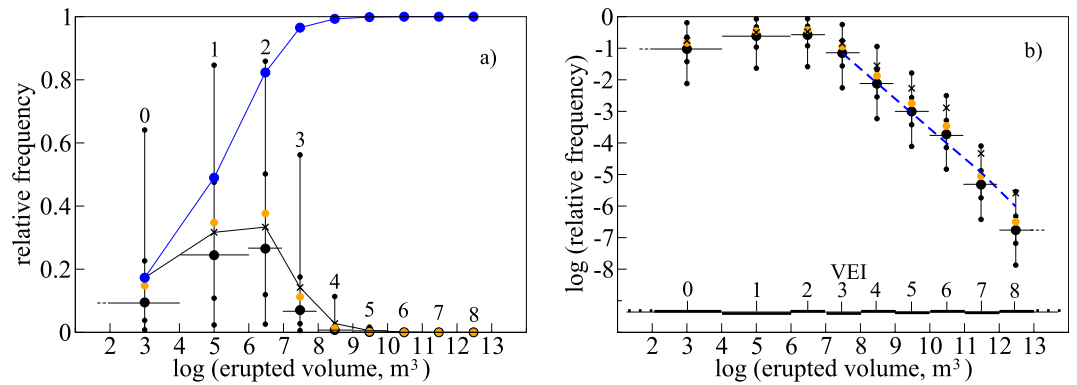 1
0.8
0.6
0.4
0.2
0
relative frequency
0
1
2
3
4
5
6
7
8
a)
2 3 4 5 6 7 8 9 10 11 12 13
log (erupted volume, m³)
0
-1
-2
-3
-4
-5
-6
-7
-8
log (relative frequency)
b)
VEI
0 1 2 3 4 5 6 7 8
2 3 4 5 6 7 8 9 10 11 12 13
log (erupted volume, m³)